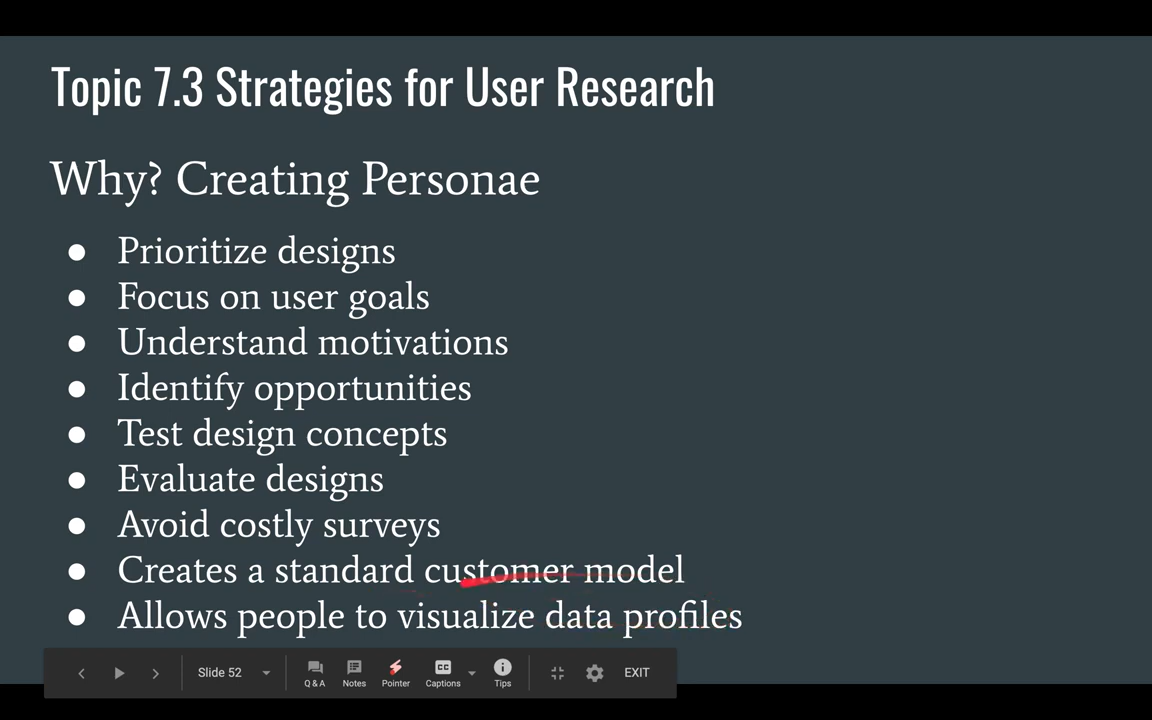 Topic 7.3 Strategies for User Research
Why? Creating Personae
● Prioritize designs
● Focus on user goals
● Understand motivations
● Identify opportunities
● Test design concepts
● Evaluate designs
● Avoid costly surveys
● Creates a standard customer model
● Allows people to visualize data profiles
Slide 52 Q & A Notes Pointer CC Captions Tips EXIT